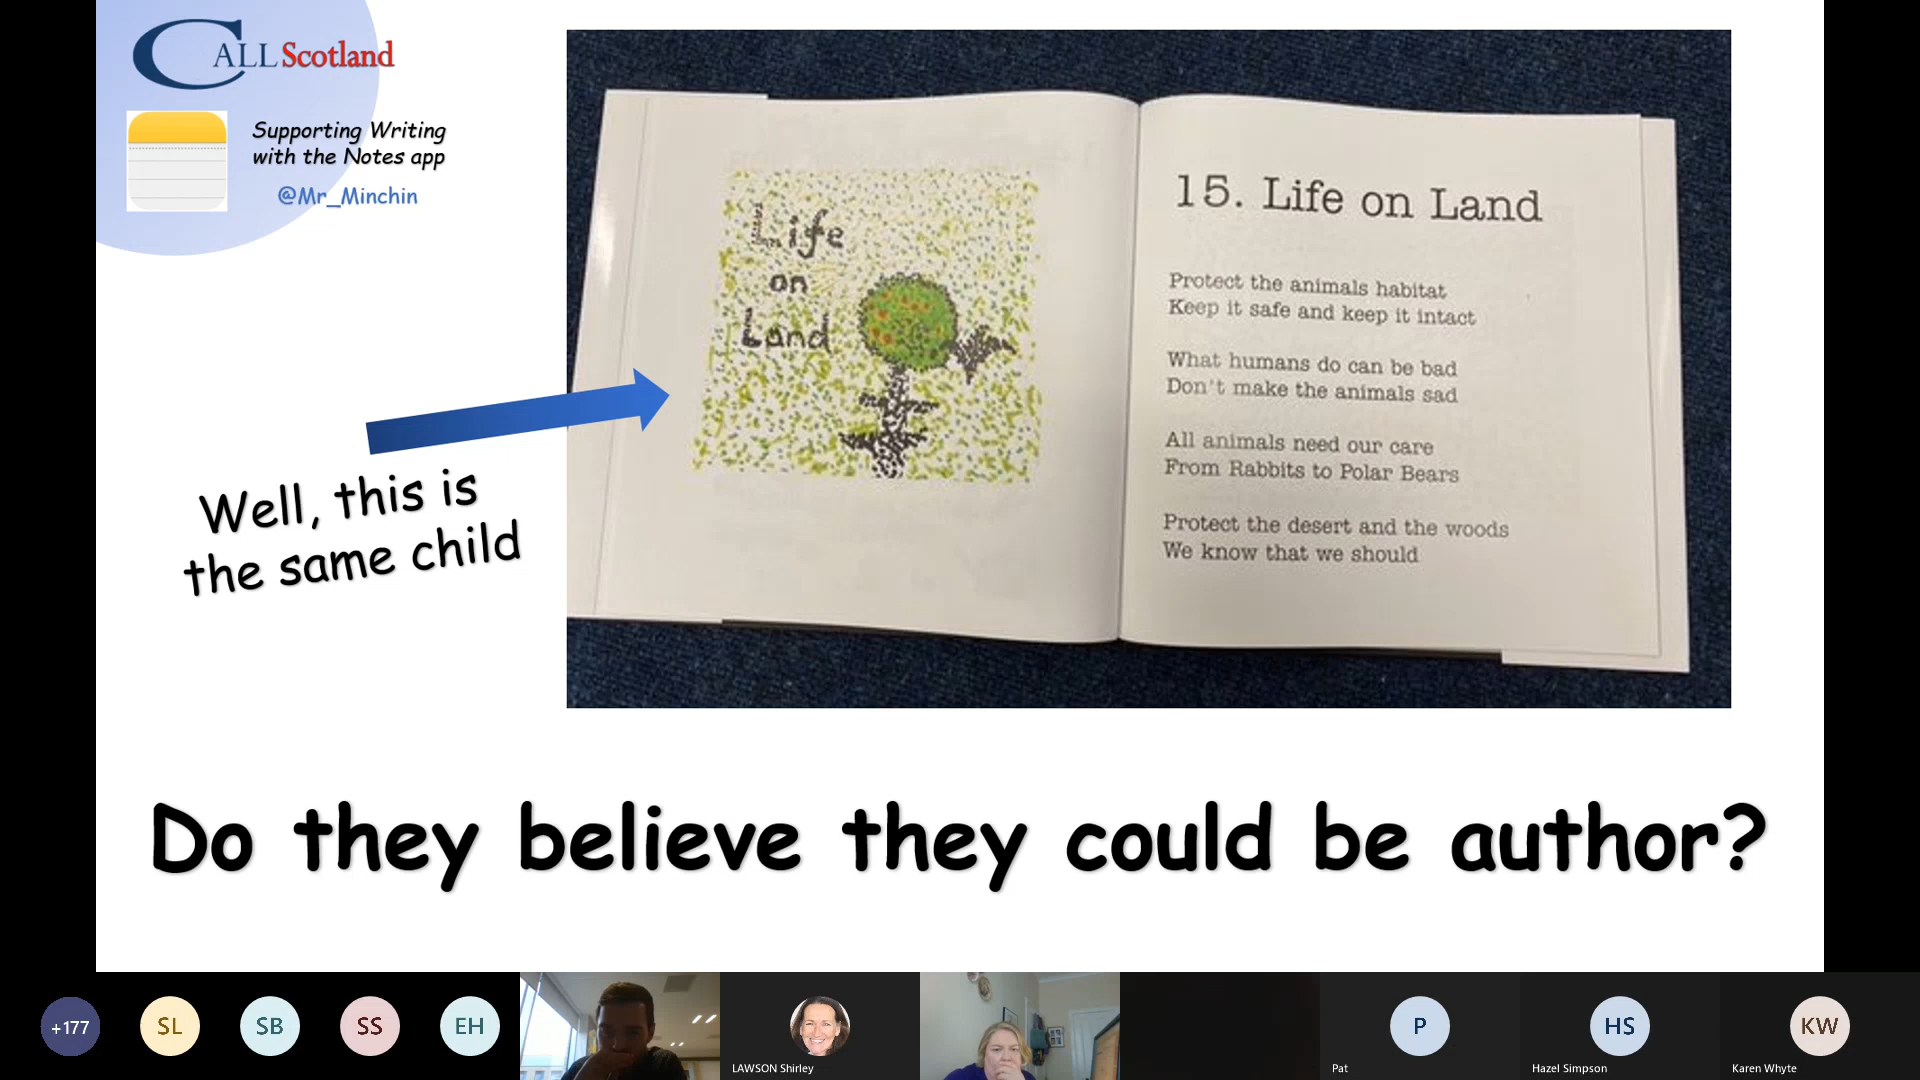 CALL Scotland
Supporting Writing
with the Notes app
@Mr_Minchin
Life
on
Land
15. Life on Land
Protect the animals habitat
Keep it safe and keep it intact
What humans do can be bad
Don't make the animals sad
All animals need our care
From Rabbits to Polar Bears
Protect the desert and the woods
We know that we should
Well, this is
the same child
Do they believe they could be author?
+177
SL
SB
SS
EH
LAWSON Shirley
P
Pat
HS
Hazel Simpson
KW
Karen Whyte